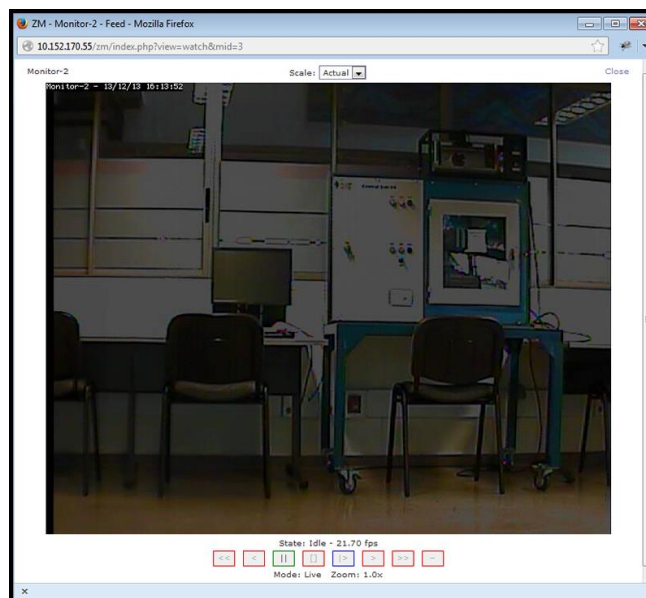 ZM - Monitor-2 - Feed - Mozilla Firefox
10.152.170.55/zm/index.php?view=watch&mid=3
Monitor-2 Scale: Actual Close
Monitor-2 - 13/12/13 16:13:52
State: Idle - 21.70 fps
<< < || [] |> > >> -
Mode: Live Zoom: 1.0x
x